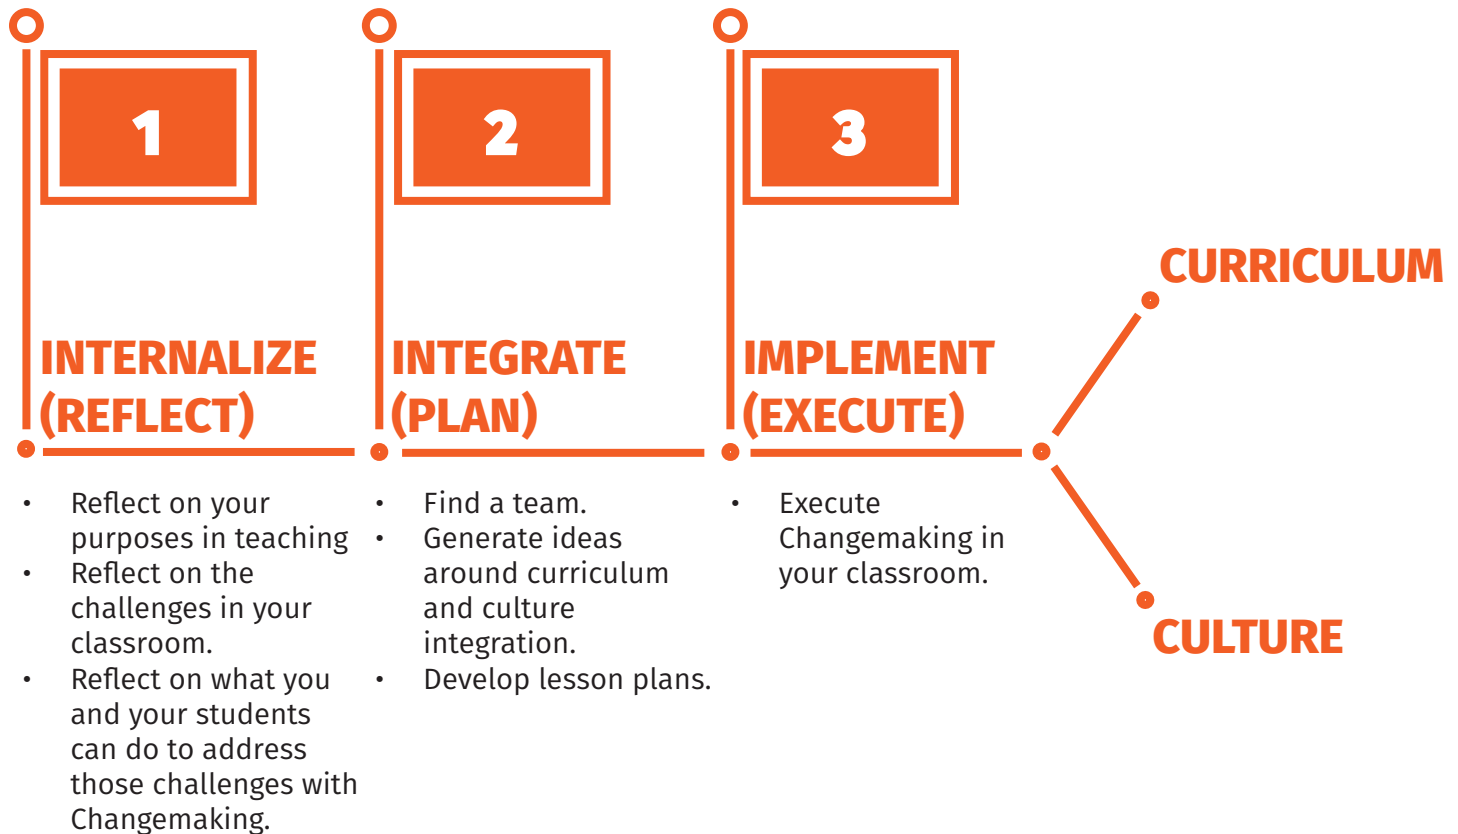 1
INTERNALIZE
(REFLECT)
• Reflect on your
purposes in teaching
• Reflect on the
challenges in your
classroom.
• Reflect on what you
and your students
can do to address
those challenges with
Changemaking.
2
INTEGRATE
(PLAN)
• Find a team.
• Generate ideas
around curriculum
and culture
integration.
• Develop lesson plans.
3
IMPLEMENT
(EXECUTE)
• Execute
Changemaking in
your classroom.
CURRICULUM
CULTURE